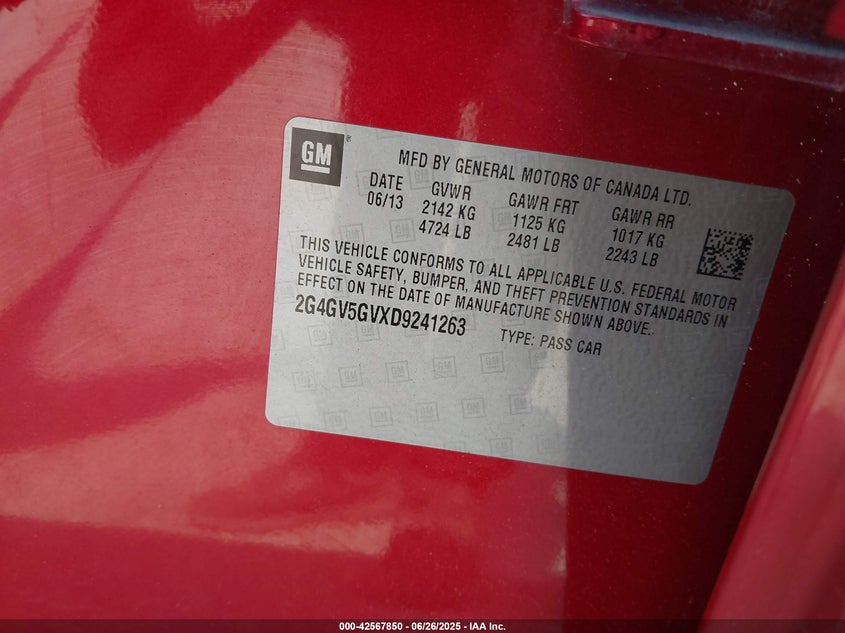 GM
MFD BY GENERAL MOTORS OF CANADA LTD.
DATE GVWR GAWR FRT GAWR RR
06/13 2142 KG 1125 KG 1017 KG
4724 LB 2481 LB 2243 LB
THIS VEHICLE CONFORMS TO ALL APPLICABLE U.S. FEDERAL MOTOR
VEHICLE SAFETY, BUMPER, AND THEFT PREVENTION STANDARDS IN
EFFECT ON THE DATE OF MANUFACTURE SHOWN ABOVE.
2G4GV5GVXD9241263 TYPE: PASS CAR
000-42567850 | 06/26/2025 - IAA Inc.